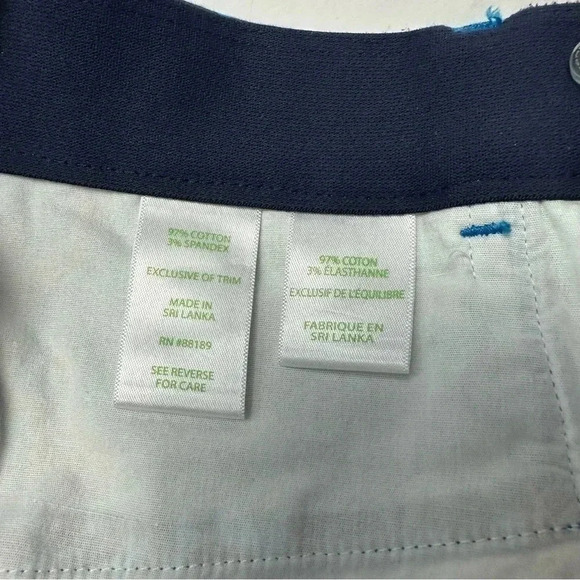 97% COTTON
3% SPANDEX
EXCLUSIVE OF TRIM
MADE IN
SRI LANKA
RN #88189
SEE REVERSE
FOR CARE
97% COTON
3% ÉLASTHANNE
EXCLUSIF DE L'ÉQUILIBRE
FABRIQUE EN
SRI LANKA